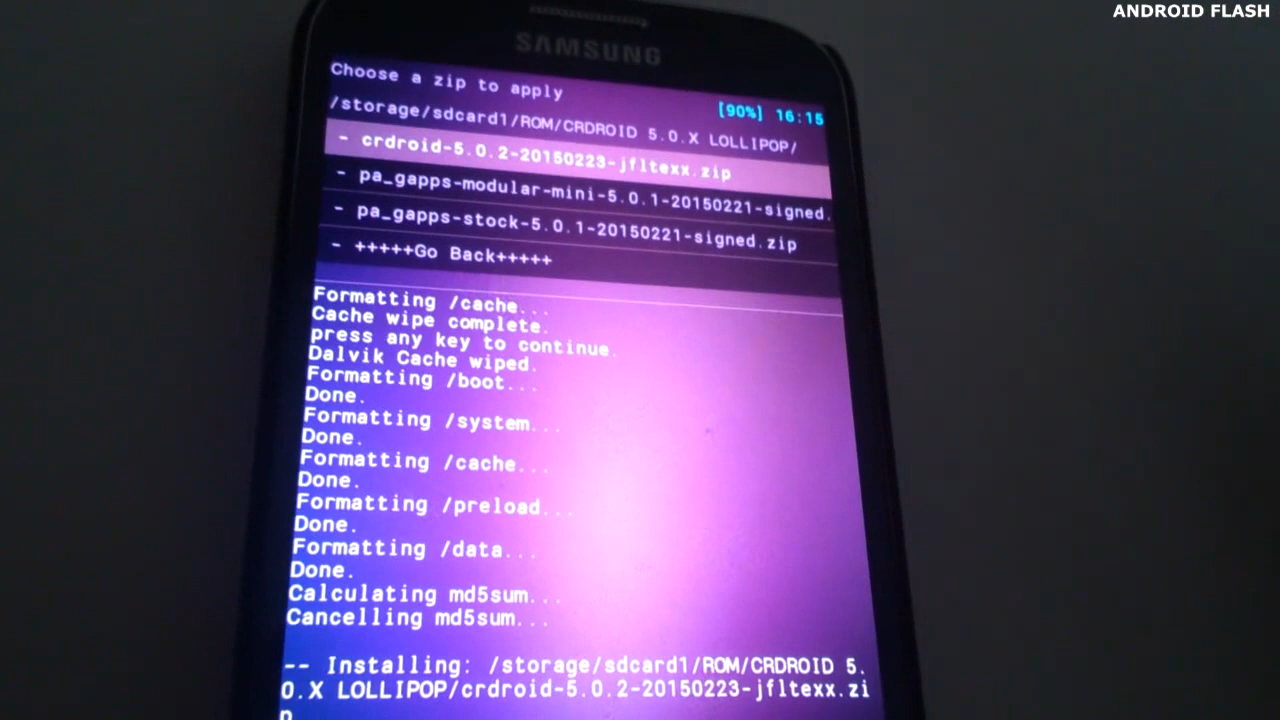 ANDROID FLASH
SAMSUNG
Choose a zip to apply
[90%] 16:15
/storage/sdcard1/ROM/CRDROID 5.0.X LOLLIPOP/
- crdroid-5.0.2-20150223-jfltexx.zip
- pa_gapps-modular-mini-5.0.1-20150221-signed.
- pa_gapps-stock-5.0.1-20150221-signed.zip
- +++++Go Back+++++
Formatting /cache...
Cache wipe complete.
press any key to continue.
Dalvik Cache wiped.
Formatting /boot...
Done.
Formatting /system...
Done.
Formatting /cache...
Done.
Formatting /preload...
Done.
Formatting /data...
Done.
Calculating md5sum...
Cancelling md5sum...
-- Installing: /storage/sdcard1/ROM/CRDROID 5.
0.X LOLLIPOP/crdroid-5.0.2-20150223-jfltexx.zi
p